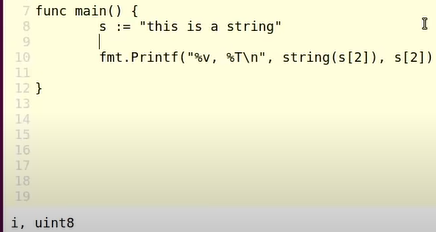 7 func main() {
8 s := "this is a string"
9
10 fmt.Printf("%v, %T\n", string(s[2]), s[2])
11
12 }
13
14
15
16
17
18
19
i, uint8